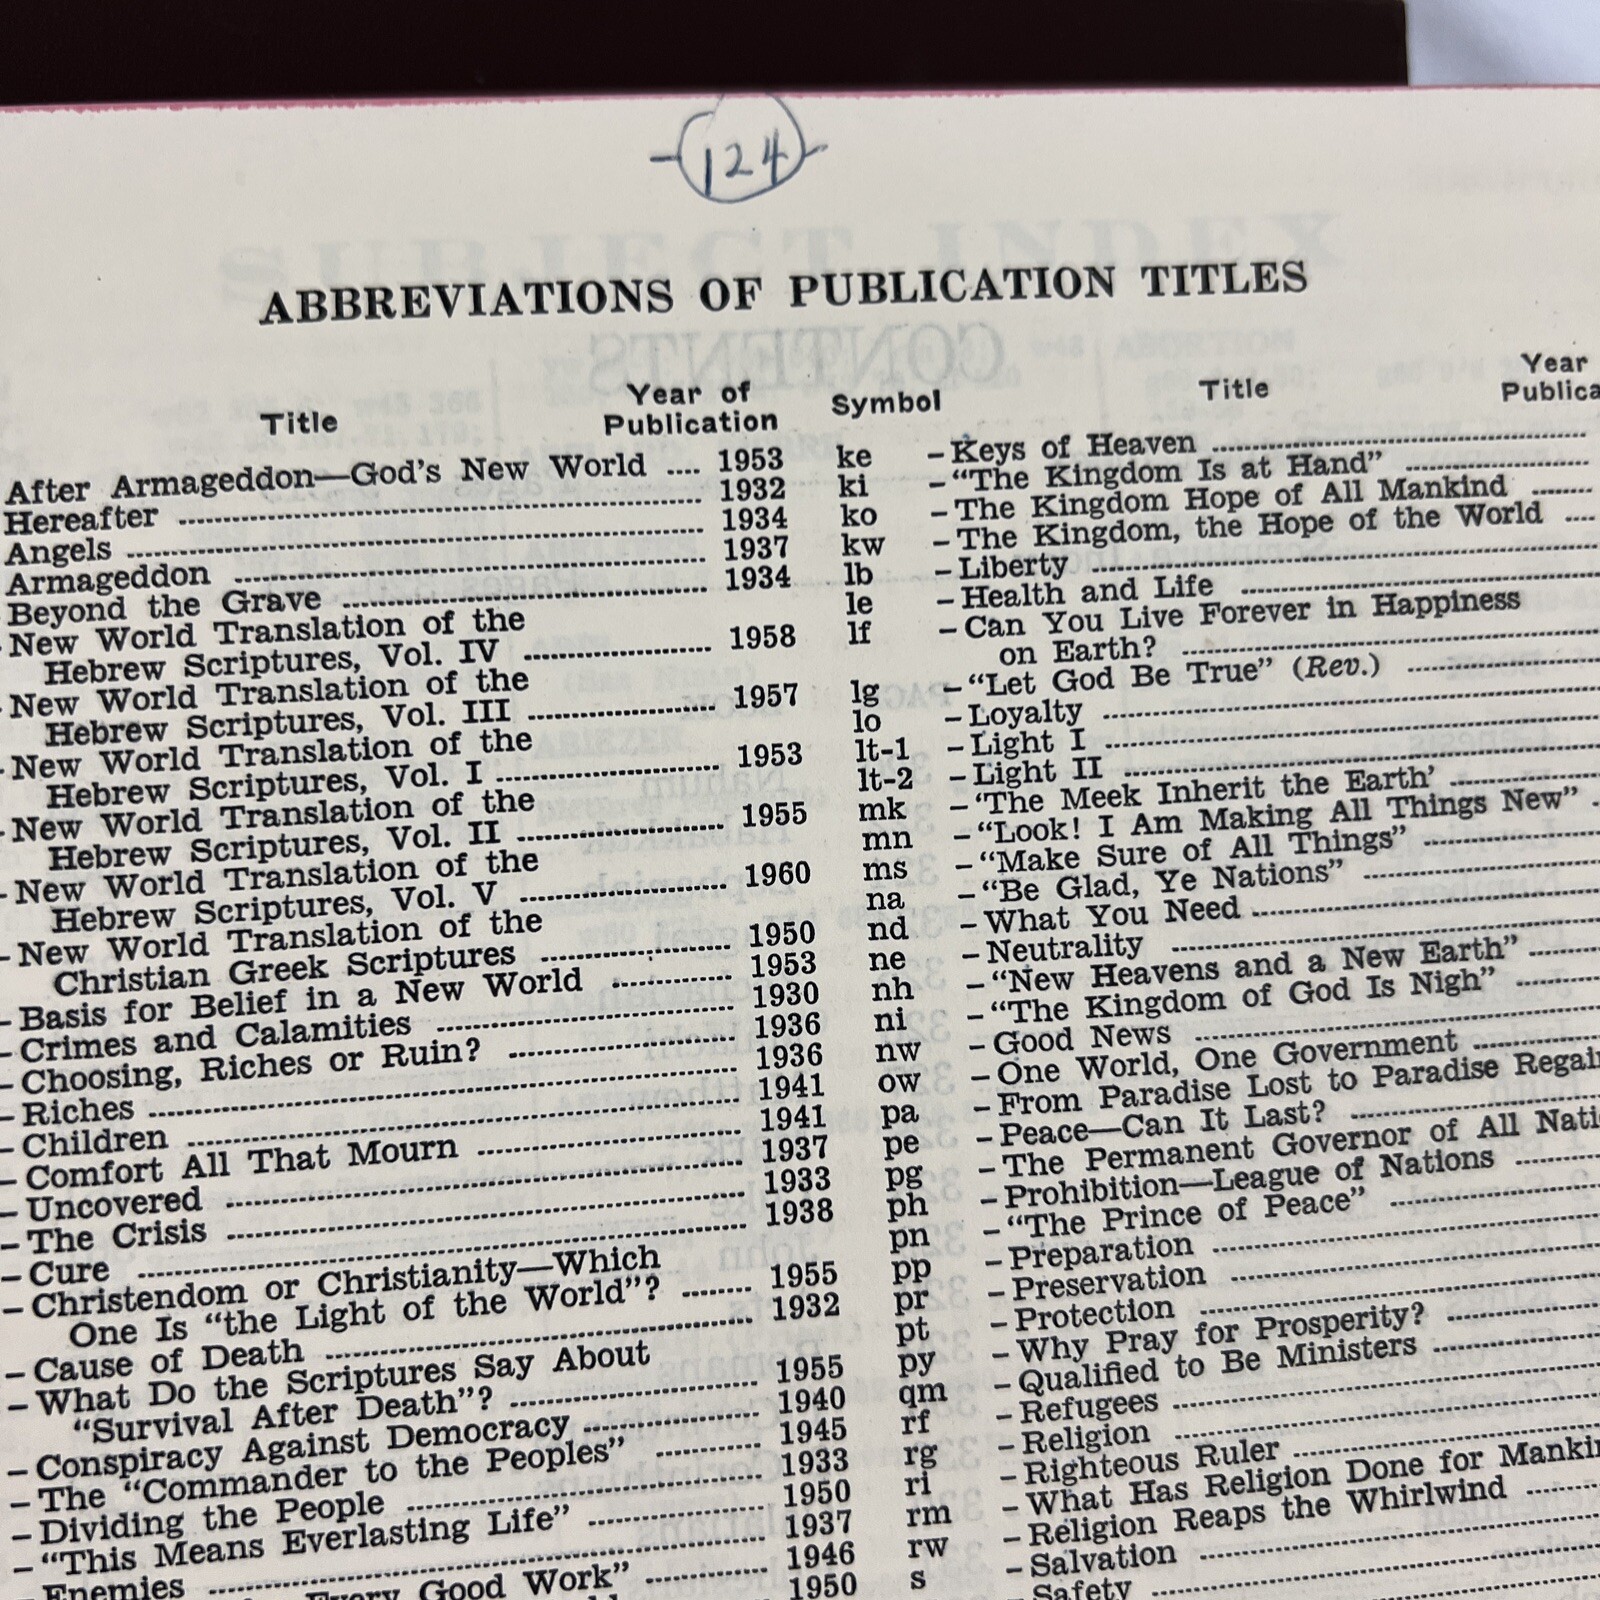 124
ABBREVIATIONS OF PUBLICATION TITLES
Title
Year of
Publication
After Armageddon—God's New World .... 1953
Hereafter ........ 1932
Angels ........ 1934
Armageddon ........ 1937
Beyond the Grave ........ 1934
-New World Translation of the
Hebrew Scriptures, Vol. IV ........ 1958
-New World Translation of the
Hebrew Scriptures, Vol. III ........ 1957
-New World Translation of the
Hebrew Scriptures, Vol. I ........ 1953
-New World Translation of the
Hebrew Scriptures, Vol. II ........ 1955
-New World Translation of the
Hebrew Scriptures, Vol. V ........ 1960
-New World Translation of the
Christian Greek Scriptures ........ 1950
-Basis for Belief in a New World ........ 1953
-Crimes and Calamities ........ 1930
-Choosing, Riches or Ruin? ........ 1936
-Riches ........ 1936
-Children ........ 1941
-Comfort All That Mourn ........ 1941
-Uncovered ........ 1937
-The Crisis ........ 1933
-Cure ........ 1938
-Christendom or Christianity—Which
One Is "the Light of the World"? ........ 1955
-Cause of Death ........ 1932
-What Do the Scriptures Say About
"Survival After Death"? ........ 1955
-Conspiracy Against Democracy ........ 1940
-The "Commander to the Peoples" ........ 1945
-Dividing the People ........ 1933
-"This Means Everlasting Life" ........ 1950
Enemies ........ 1937
Every Good Work" ........ 1946
1950
Symbol
Title
Year
ke -Keys of Heaven ........
ki -"The Kingdom Is at Hand" ........
ko -The Kingdom Hope of All Mankind ........
kw -The Kingdom, the Hope of the World ....
lb -Liberty ........
le -Health and Life ........
lf -Can You Live Forever in Happiness
on Earth? ........
lg -"Let God Be True" (Rev.) ........
lo -Loyalty ........
lt-1 -Light I ........
lt-2 -Light II ........
mk -'The Meek Inherit the Earth' ........
mn -"Look! I Am Making All Things New" .
ms -"Make Sure of All Things" ........
na -"Be Glad, Ye Nations" ........
nd -What You Need ........
ne -Neutrality ........
nh -"New Heavens and a New Earth" ........
ni -"The Kingdom of God Is Nigh" ........
nw -Good News ........
ow -One World, One Government ........
pa -From Paradise Lost to Paradise
pe -Peace—Can It Last? ........
pg -The Permanent Governor of All
ph -Prohibition—League of Nations ........
pn -"The Prince of Peace" ........
pp -Preparation ........
pr -Preservation ........
pt -Protection ........
py -Why Pray for Prosperity? ........
qm -Qualified to Be Ministers ........
rf -Refugees ........
rg -Religion ........
ri -Righteous Ruler ........
rm -What Has Religion Done for
rw -Religion Reaps the Whirlwind ........
s -Salvation ........
Safety ........